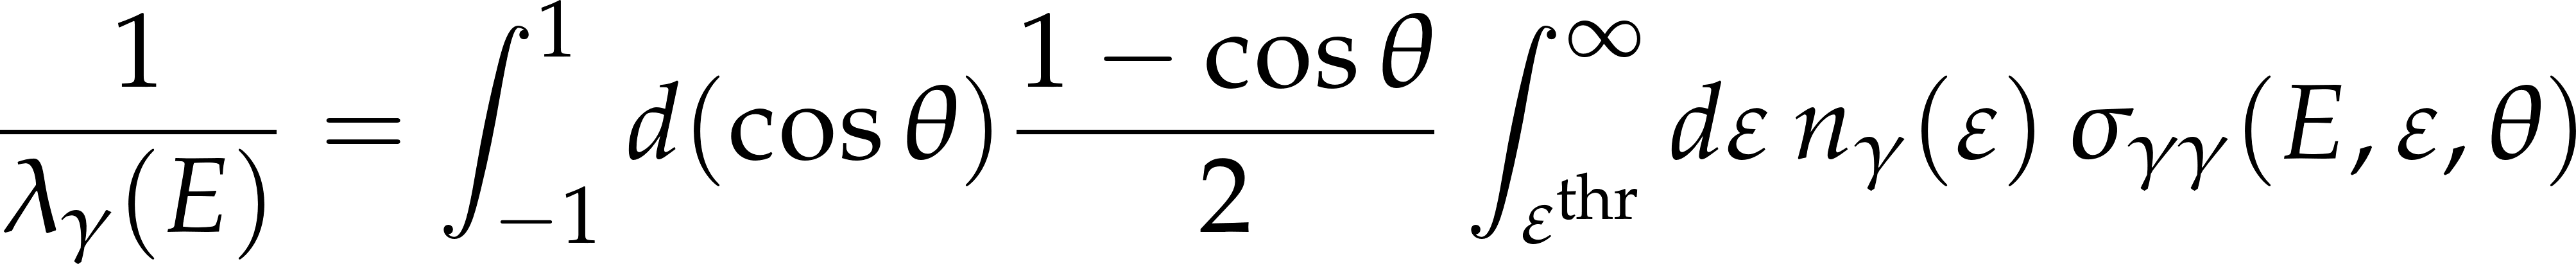 \frac{1}{\lambda_\gamma(E)} = \int_{-1}^{1} d(\cos\theta) \frac{1 - \cos\theta}{2} \int_{\varepsilon^{\text{thr}}}^{\infty} d\varepsilon \, n_\gamma(\varepsilon) \, \sigma_{\gamma\gamma}(E, \varepsilon, \theta)